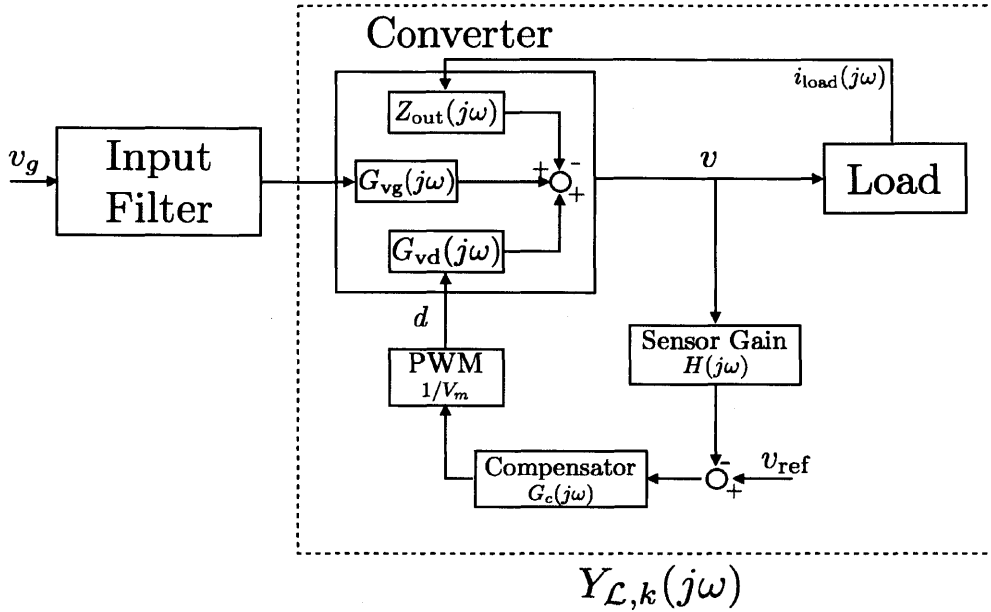 Converter
i_load(jω)
Z_out(jω)
v_g
Input
Filter
+
-
v
G_vg(jω)
+
Load
G_vd(jω)
d
Sensor Gain
H(jω)
PWM
1/V_m
-
v_ref
Compensator
G_c(jω)
+
Y_{ℒ,k}(jω)